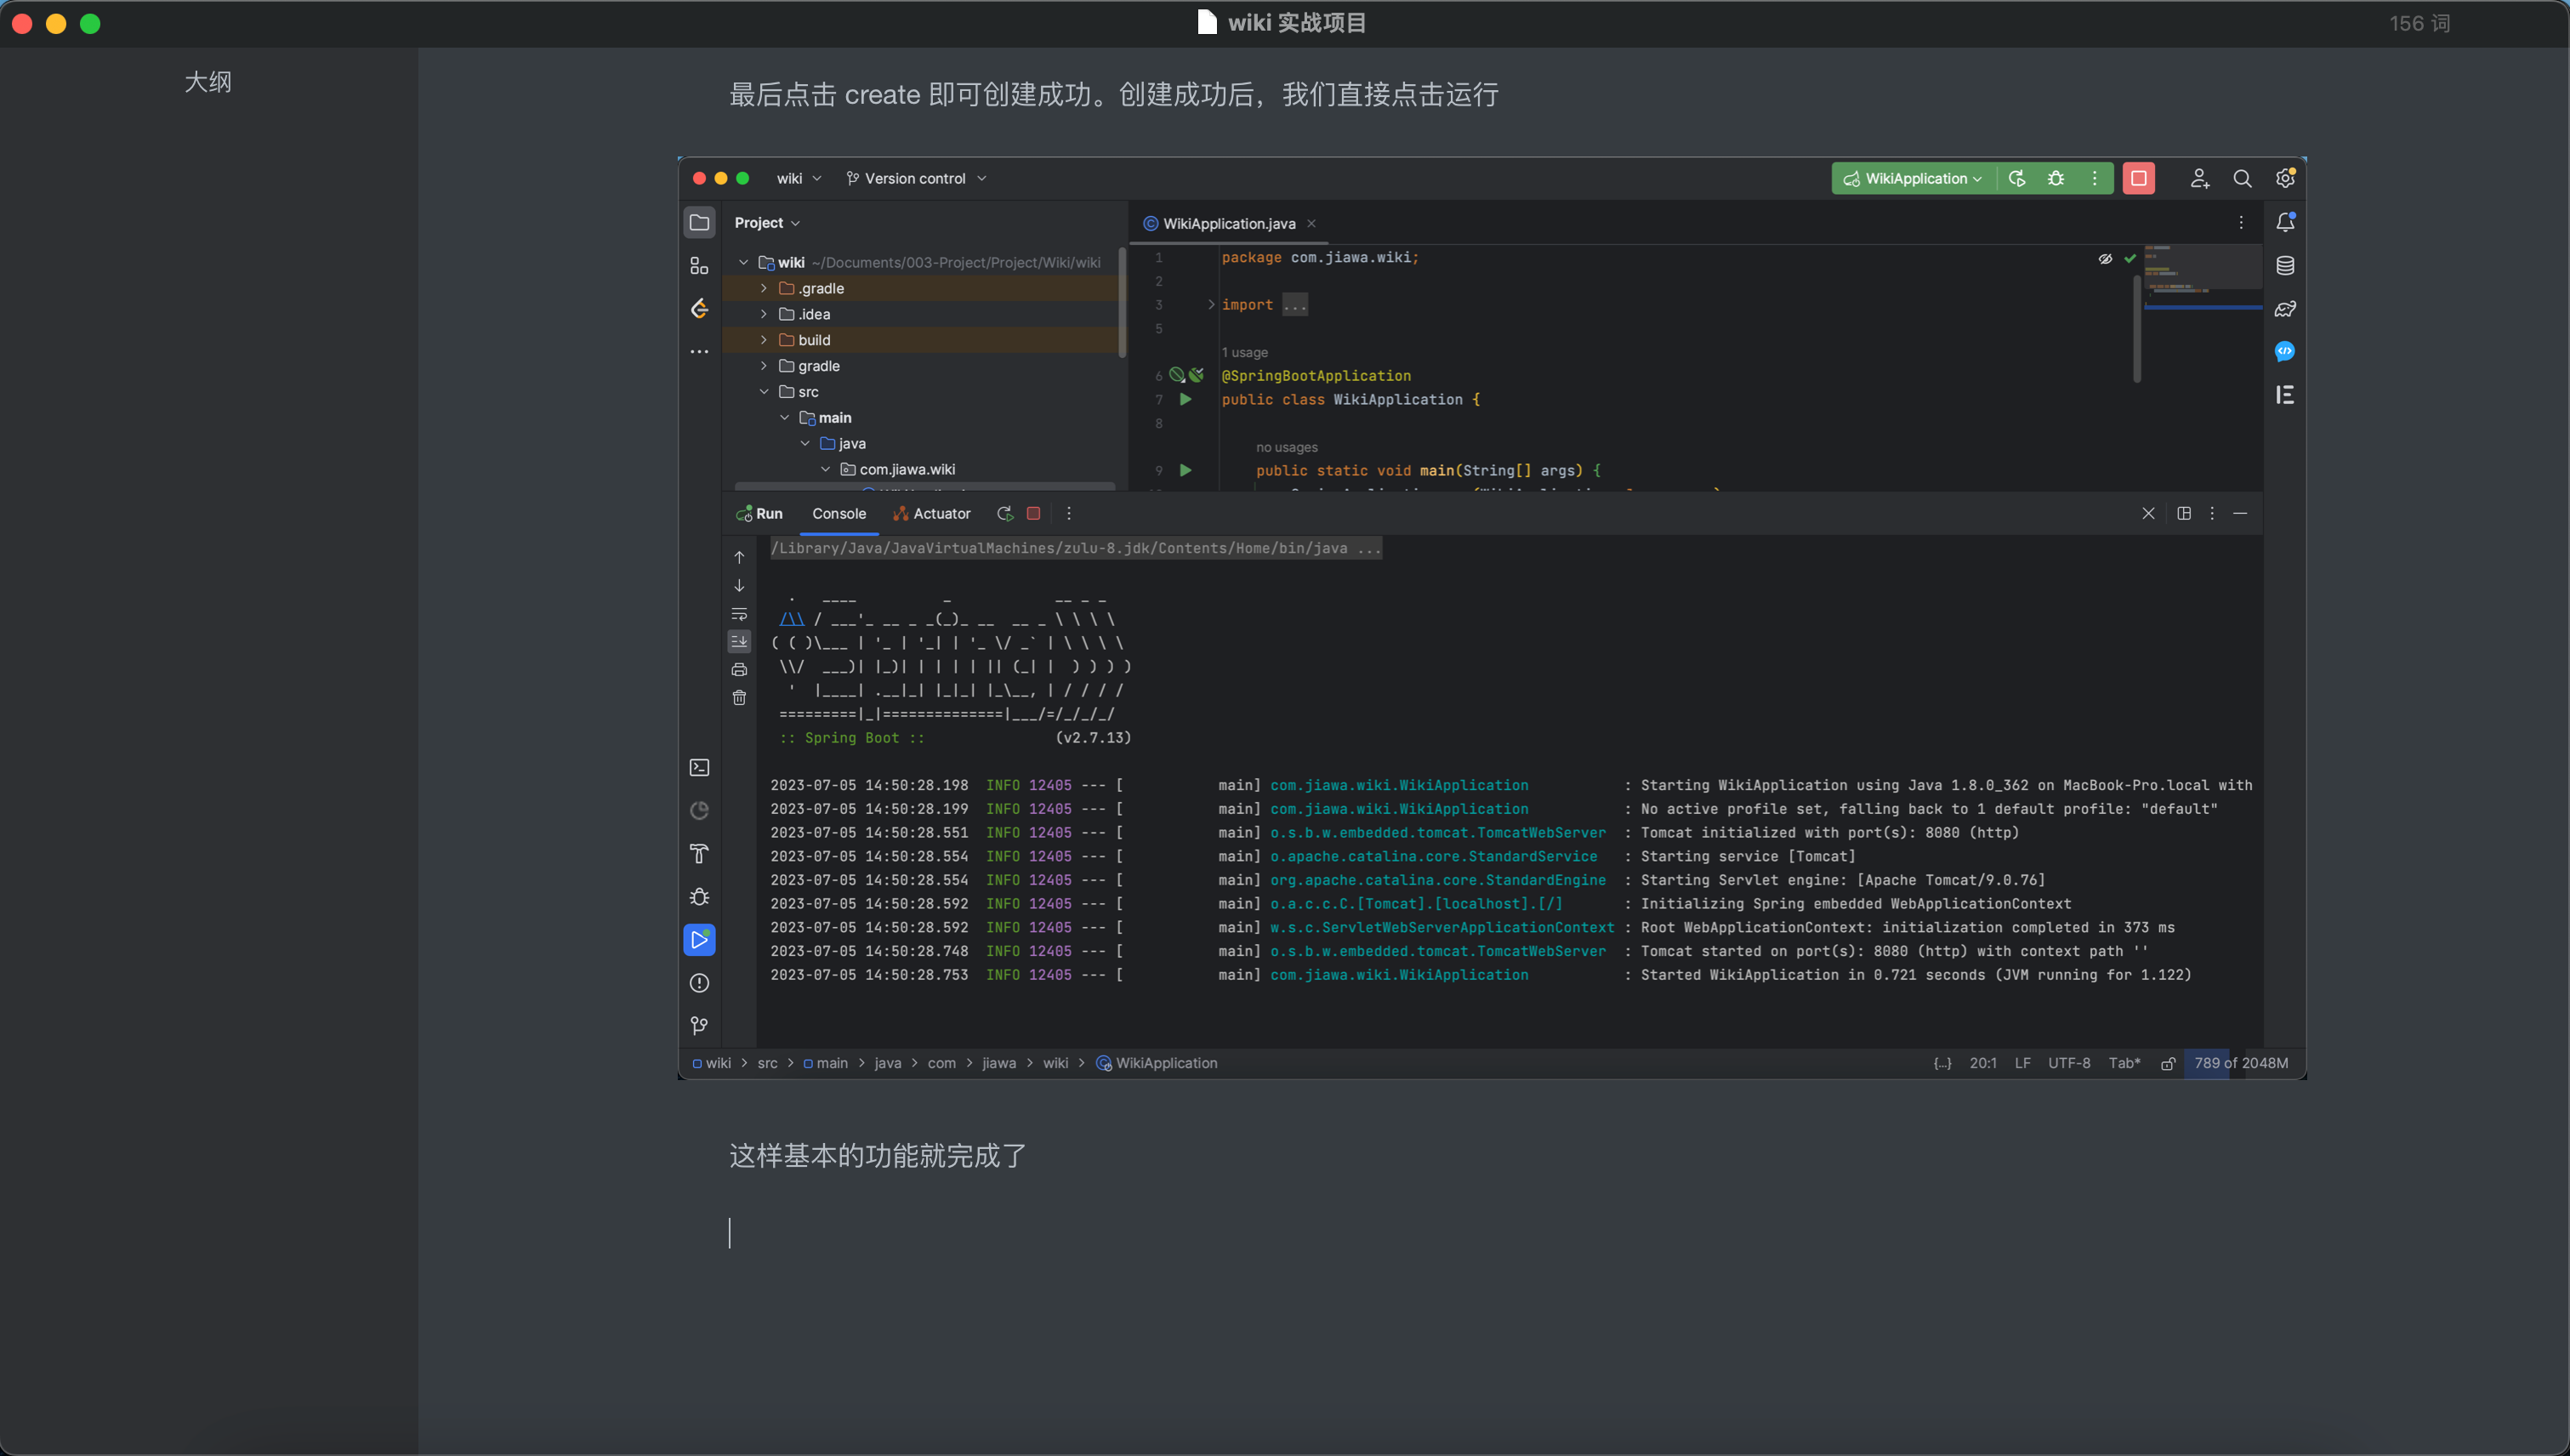 wiki 实战项目
156 词
大纲
最后点击 create 即可创建成功。创建成功后，我们直接点击运行
wiki
Version control
WikiApplication
Project
WikiApplication.java
wiki ~/Documents/003-Project/Project/Wiki/wiki
.gradle
.idea
build
gradle
src
main
java
com.jiawa.wiki
1 package com.jiawa.wiki;
2
3 import ...
5
1 usage
6 @SpringBootApplication
7 public class WikiApplication {
8
no usages
9 public static void main(String[] args) {
Run
Console
Actuator
/Library/Java/JavaVirtualMachines/zulu-8.jdk/Contents/Home/bin/java ...
  .   ____          _            __ _ _
 /\\ / ___'_ __ _ _(_)_ __  __ _ \ \ \ \
( ( )\___ | '_ | '_| | '_ \/ _` | \ \ \ \
 \\/  ___)| |_)| | | | | || (_| |  ) ) ) )
  '  |____| .__|_| |_|_| |_\__, | / / / /
 =========|_|==============|___/=/_/_/_/
 :: Spring Boot ::               (v2.7.13)
2023-07-05 14:50:28.198  INFO 12405 --- [           main] com.jiawa.wiki.WikiApplication           : Starting WikiApplication using Java 1.8.0_362 on MacBook-Pro.local with
2023-07-05 14:50:28.199  INFO 12405 --- [           main] com.jiawa.wiki.WikiApplication           : No active profile set, falling back to 1 default profile: "default"
2023-07-05 14:50:28.551  INFO 12405 --- [           main] o.s.b.w.embedded.tomcat.TomcatWebServer  : Tomcat initialized with port(s): 8080 (http)
2023-07-05 14:50:28.554  INFO 12405 --- [           main] o.apache.catalina.core.StandardService   : Starting service [Tomcat]
2023-07-05 14:50:28.554  INFO 12405 --- [           main] org.apache.catalina.core.StandardEngine  : Starting Servlet engine: [Apache Tomcat/9.0.76]
2023-07-05 14:50:28.592  INFO 12405 --- [           main] o.a.c.c.C.[Tomcat].[localhost].[/]       : Initializing Spring embedded WebApplicationContext
2023-07-05 14:50:28.592  INFO 12405 --- [           main] w.s.c.ServletWebServerApplicationContext : Root WebApplicationContext: initialization completed in 373 ms
2023-07-05 14:50:28.748  INFO 12405 --- [           main] o.s.b.w.embedded.tomcat.TomcatWebServer  : Tomcat started on port(s): 8080 (http) with context path ''
2023-07-05 14:50:28.753  INFO 12405 --- [           main] com.jiawa.wiki.WikiApplication           : Started WikiApplication in 0.721 seconds (JVM running for 1.122)
wiki > src > main > java > com > jiawa > wiki > WikiApplication
{...} 20:1 LF UTF-8 Tab* 789 of 2048M
这样基本的功能就完成了